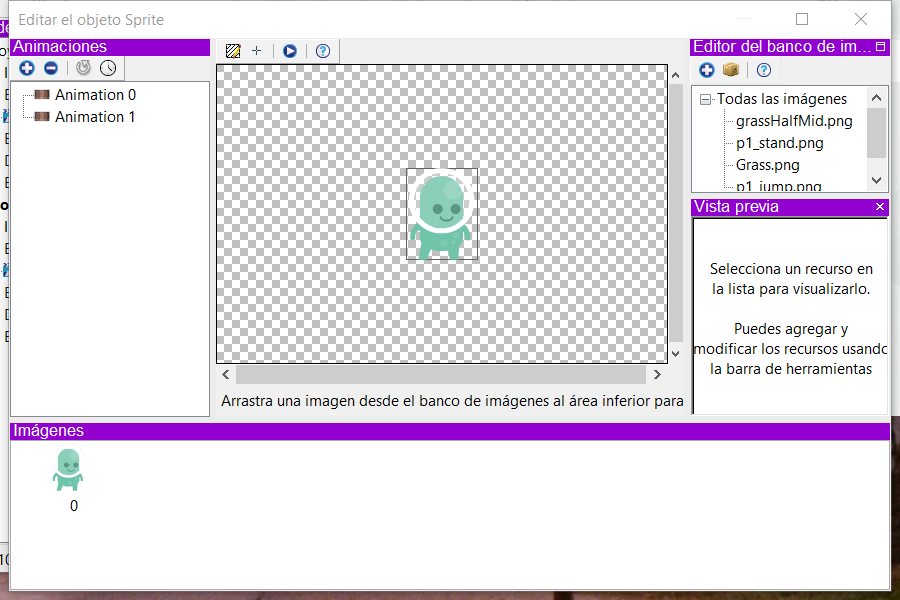 Editar el objeto Sprite
Animaciones
Animation 0
Animation 1
Arrastra una imagen desde el banco de imágenes al área inferior para
Editor del banco de im...
Todas las imágenes
grassHalfMid.png
p1_stand.png
Grass.png
p1_jump.png
Vista previa
Selecciona un recurso en
la lista para visualizarlo.
Puedes agregar y
modificar los recursos usando
la barra de herramientas
Imágenes
0